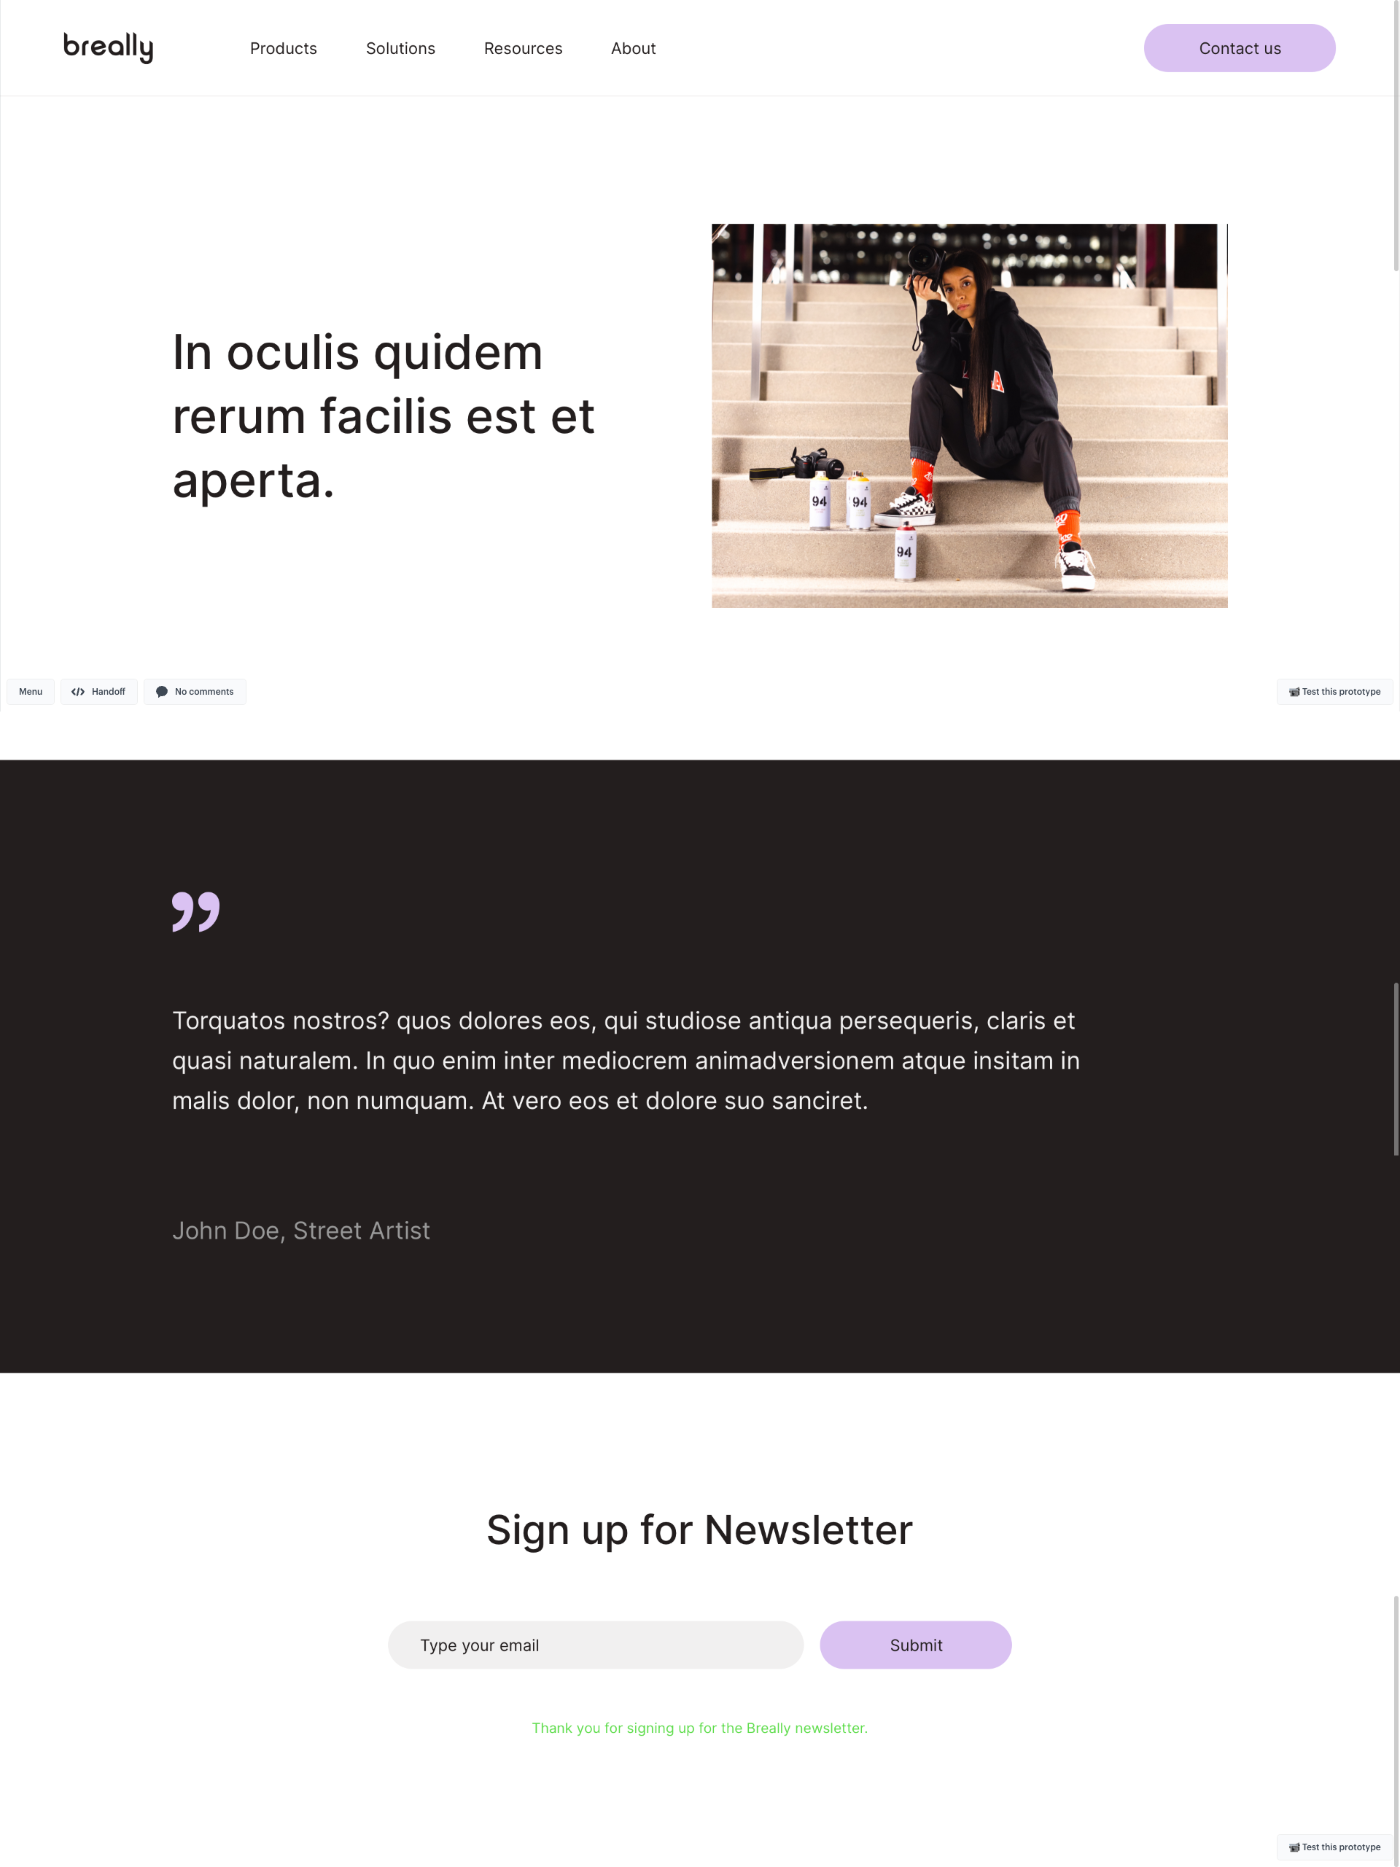 breally
Products
Solutions
Resources
About
Contact us
In oculis quidem
rerum facilis est et
aperta.
A
94
94
94
Menu
Handoff
No comments
Test this prototype
”
Torquatos nostros? quos dolores eos, qui studiose antiqua persequeris, claris et
quasi naturalem. In quo enim inter mediocrem animadversionem atque insitam in
malis dolor, non numquam. At vero eos et dolore suo sanciret.
John Doe, Street Artist
Sign up for Newsletter
Type your email
Submit
Thank you for signing up for the Breally newsletter.
Test this prototype